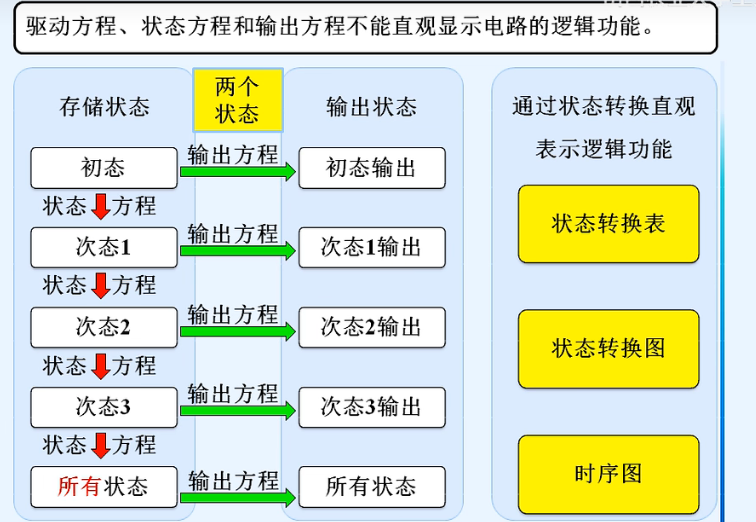 驱动方程、状态方程和输出方程不能直观显示电路的逻辑功能。
存储状态
两个
状态
输出状态
初态
输出方程
初态输出
状态
方程
次态1
输出方程
次态1输出
状态
方程
次态2
输出方程
次态2输出
状态
方程
次态3
输出方程
次态3输出
状态
方程
所有状态
输出方程
所有状态
通过状态转换直观
表示逻辑功能
状态转换表
状态转换图
时序图